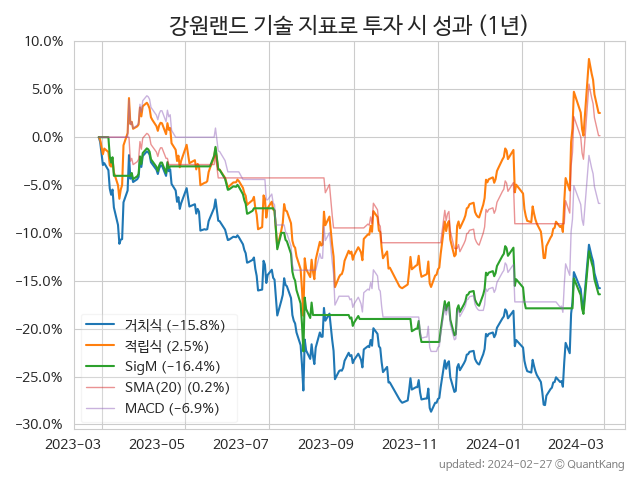 강원랜드 기술 지표로 투자 시 성과 (1년)
10.0%
5.0%
0.0%
−5.0%
−10.0%
−15.0%
−20.0%
−25.0%
−30.0%
거치식 (−15.8%)
적립식 (2.5%)
SigM (−16.4%)
SMA(20) (0.2%)
MACD (−6.9%)
2023−03 2023−05 2023−07 2023−09 2023−11 2024−01 2024−03
updated: 2024−02−27 © QuantKang